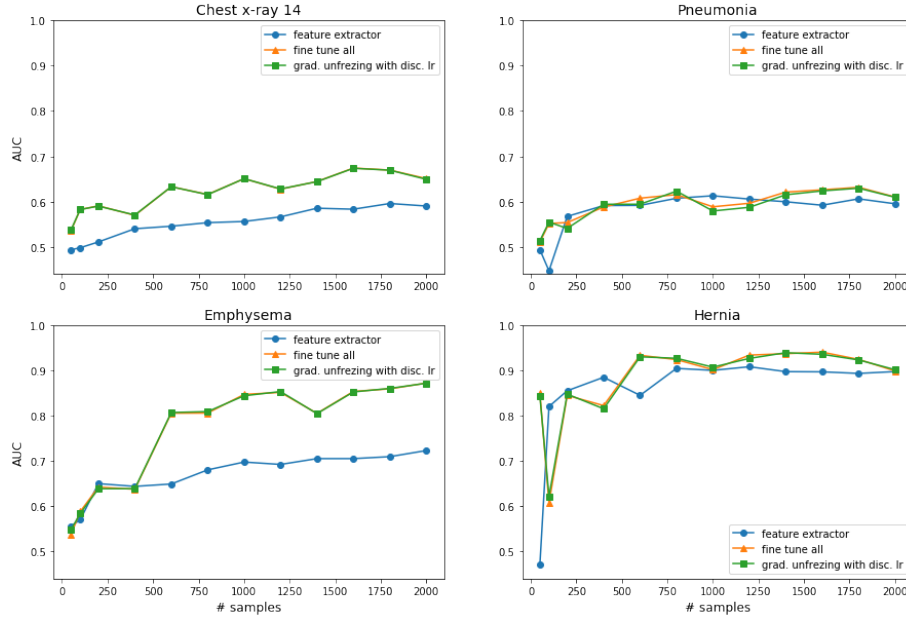 Chest x-ray 14
1.0
0.9
0.8
0.7
0.6
0.5
AUC
feature extractor
fine tune all
grad. unfrezing with disc. lr
0 250 500 750 1000 1250 1500 1750 2000
Pneumonia
1.0
0.9
0.8
0.7
0.6
0.5
feature extractor
fine tune all
grad. unfrezing with disc. lr
0 250 500 750 1000 1250 1500 1750 2000
Emphysema
1.0
0.9
0.8
0.7
0.6
0.5
AUC
feature extractor
fine tune all
grad. unfrezing with disc. lr
0 250 500 750 1000 1250 1500 1750 2000
# samples
Hernia
1.0
0.9
0.8
0.7
0.6
0.5
feature extractor
fine tune all
grad. unfrezing with disc. lr
0 250 500 750 1000 1250 1500 1750 2000
# samples